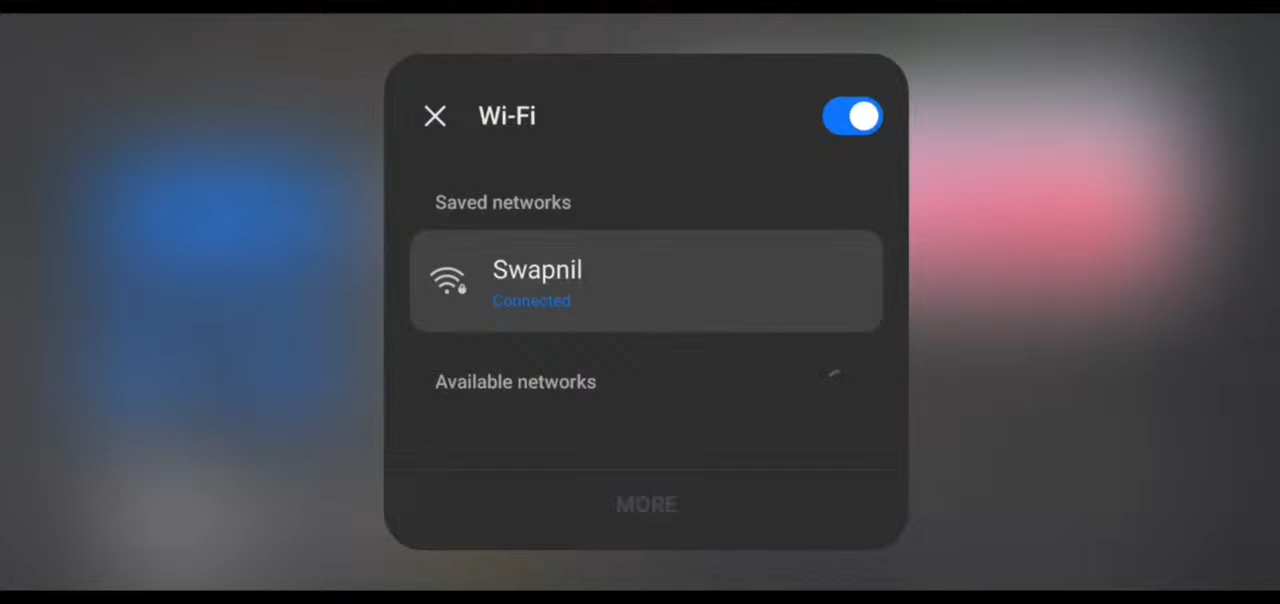 Wi-Fi
Saved networks
Swapnil
Connected
Available networks
MORE